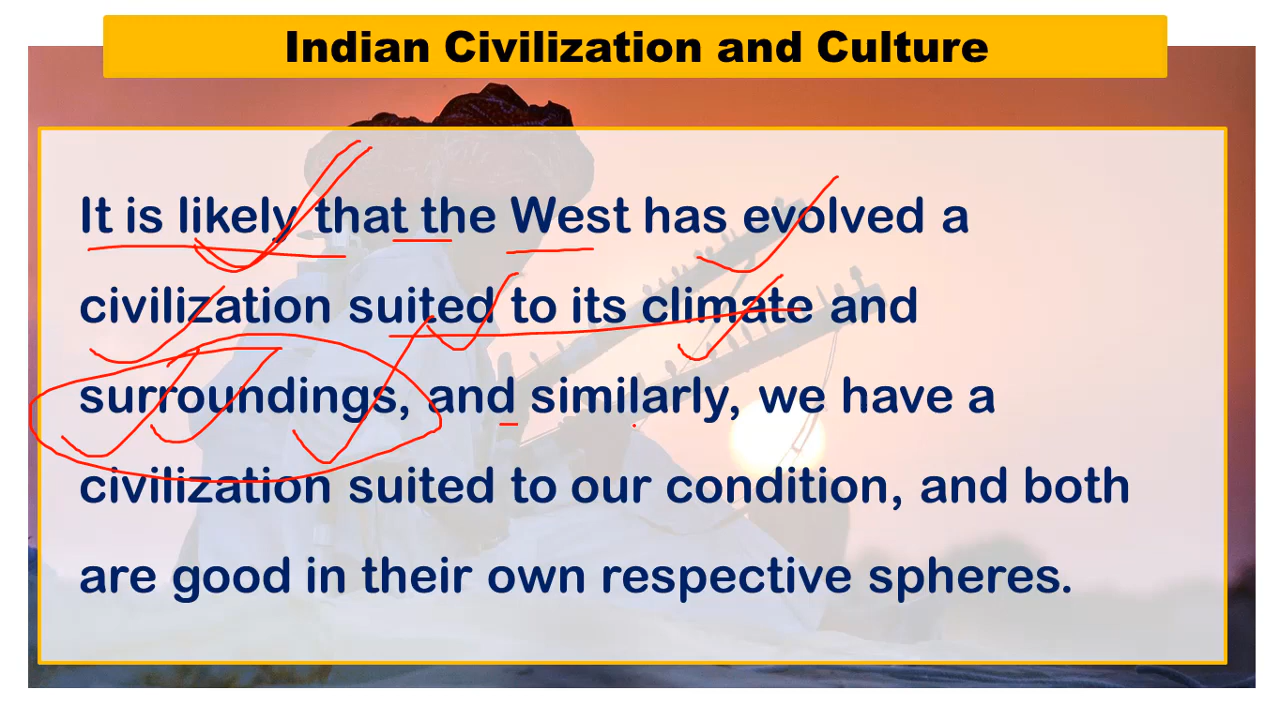 Indian Civilization and Culture
It is likely that the West has evolved a
civilization suited to its climate and
surroundings, and similarly, we have a
civilization suited to our condition, and both
are good in their own respective spheres.